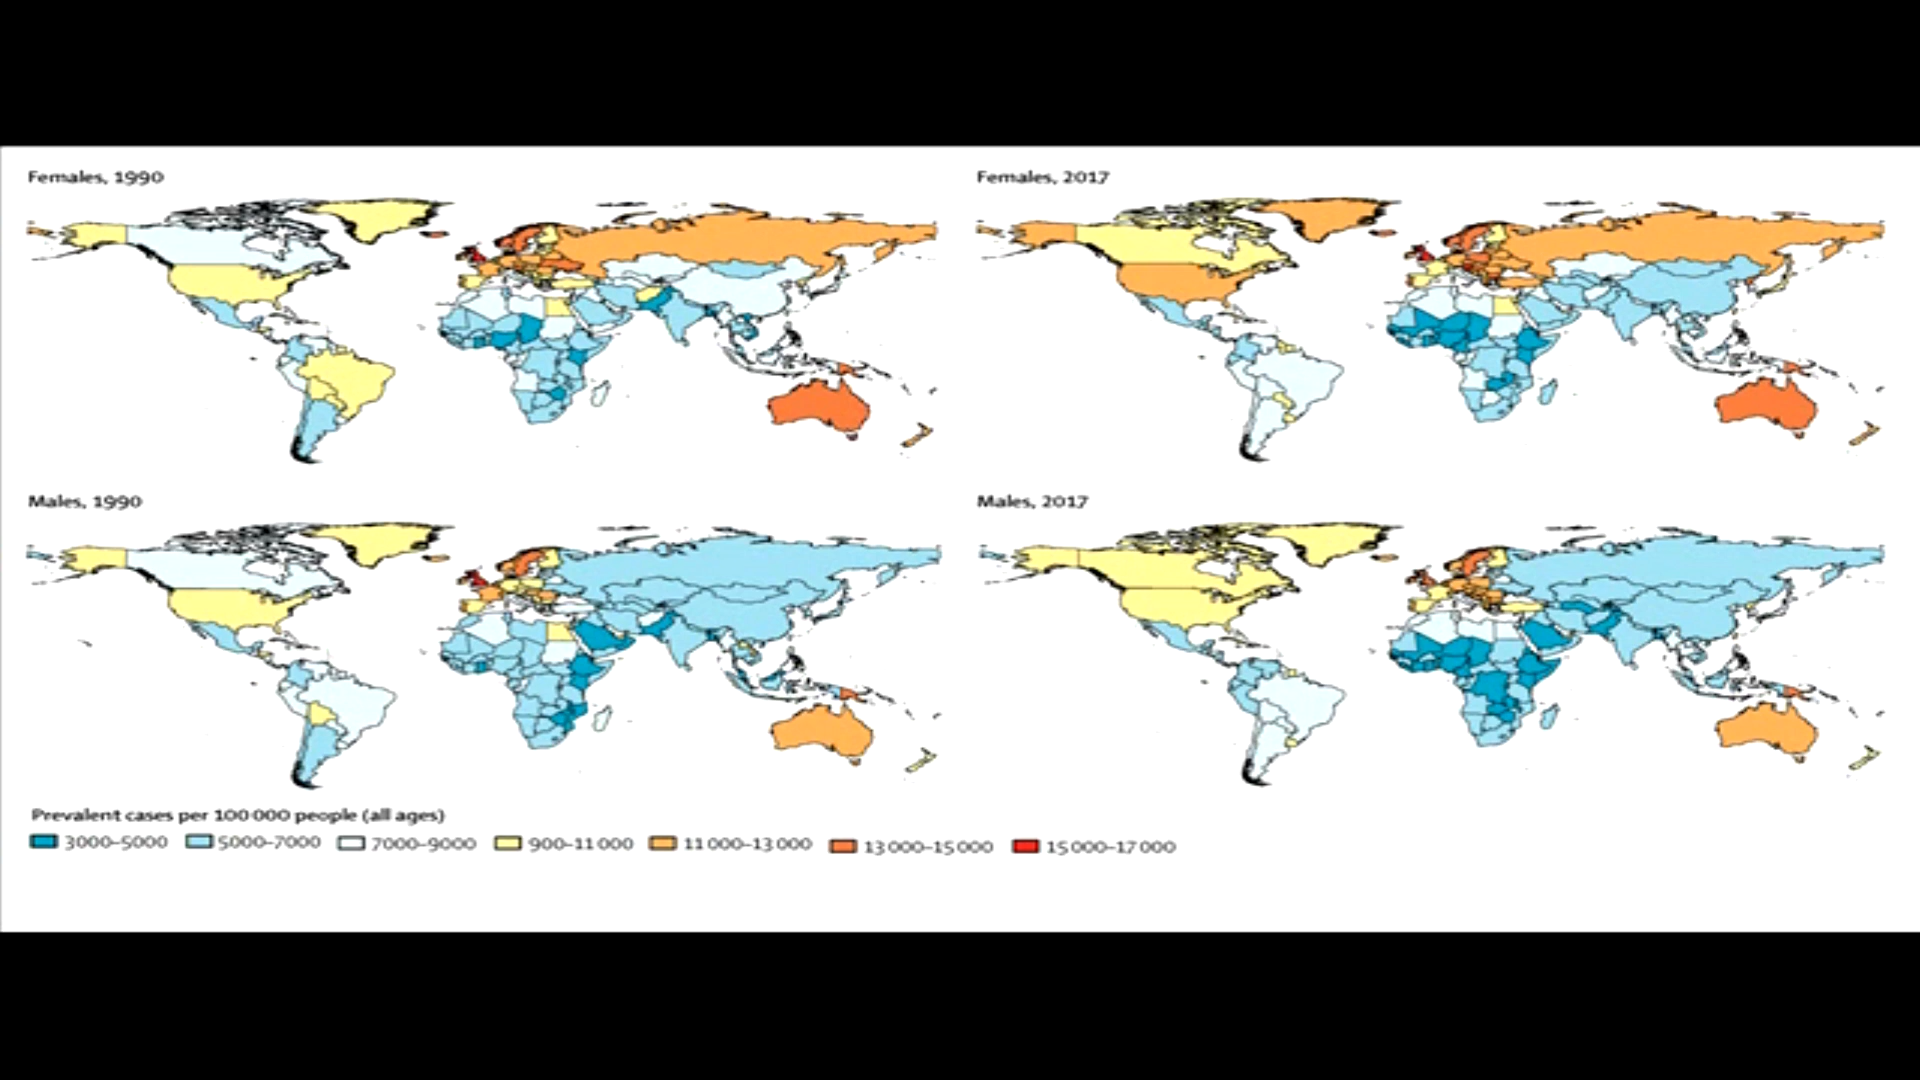 Females, 1990
Females, 2017
Males, 1990
Males, 2017
Prevalent cases per 100 000 people (all ages)
3000–5000
5000–7000
7000–9000
900–11 000
11 000–13 000
13 000–15 000
15 000–17 000